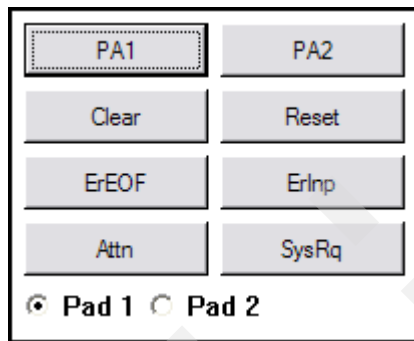 PA1 PA2
Clear Reset
ErEOF ErInp
Attn SysRq
Pad 1 Pad 2